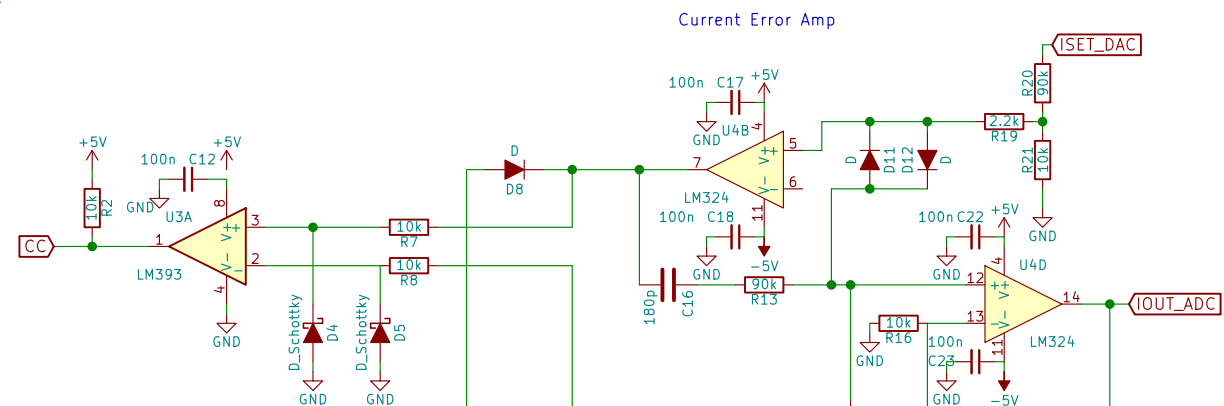 Current Error Amp
ISET_DAC
R20
90k
+5V
100n C17
GND
U4B
4
7
V+
+
5
V-
6
LM324
11
-5V
100n C18
GND
2.2k
R19
R21
10k
GND
D
D11
D12
D
+5V
10k
R2
100n C12
+5V
GND
U3A
8
CC
1
V+
+
3
V-
2
LM393
4
GND
D
D8
10k
R7
10k
R8
D_Schottky
D4
GND
D_Schottky
D5
GND
180p
C16
90k
R13
100n C22
+5V
GND
U4D
4
12
V+
+
14
IOUT_ADC
13
V-
10k
R16
GND
100n
C23
GND
11
LM324
-5V